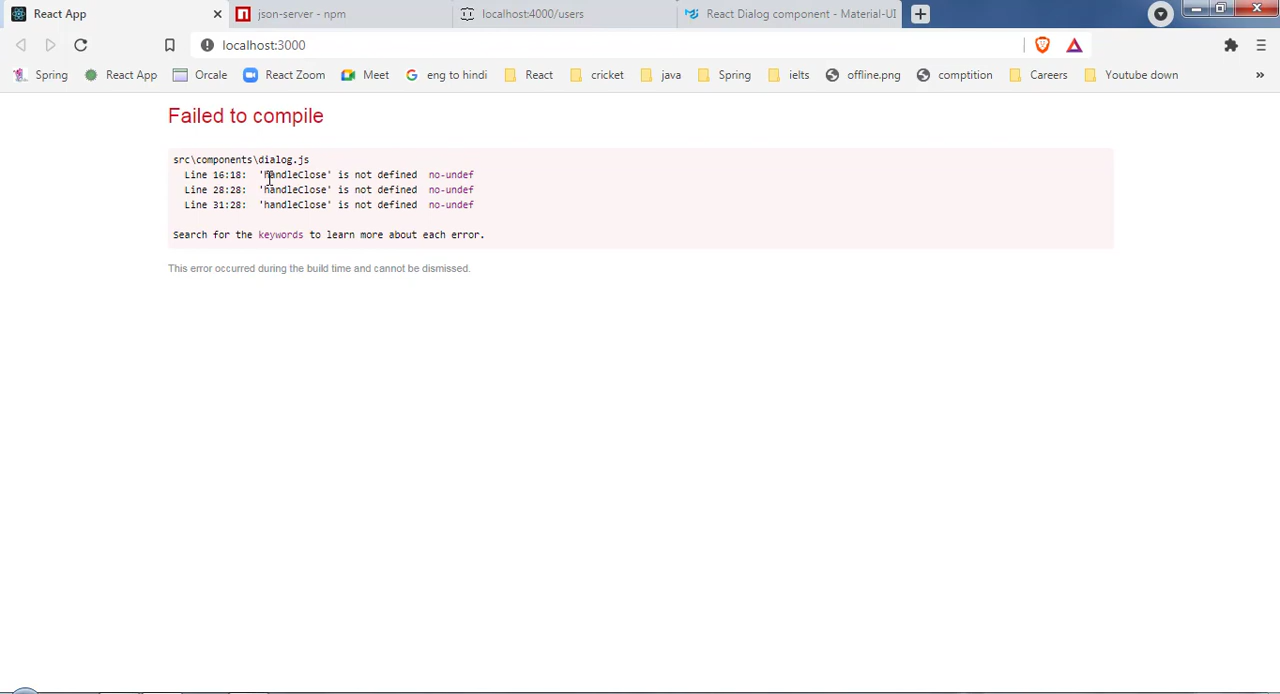 React App
json-server - npm
localhost:4000/users
React Dialog component - Material-UI
localhost:3000
Spring
React App
Orcale
React Zoom
Meet
eng to hindi
React
cricket
java
Spring
ielts
offline.png
comptition
Careers
Youtube down
»
Failed to compile
src\components\dialog.js
Line 16:18: 'handleClose' is not defined no-undef
Line 28:28: 'handleClose' is not defined no-undef
Line 31:28: 'handleClose' is not defined no-undef
Search for the keywords to learn more about each error.
This error occurred during the build time and cannot be dismissed.